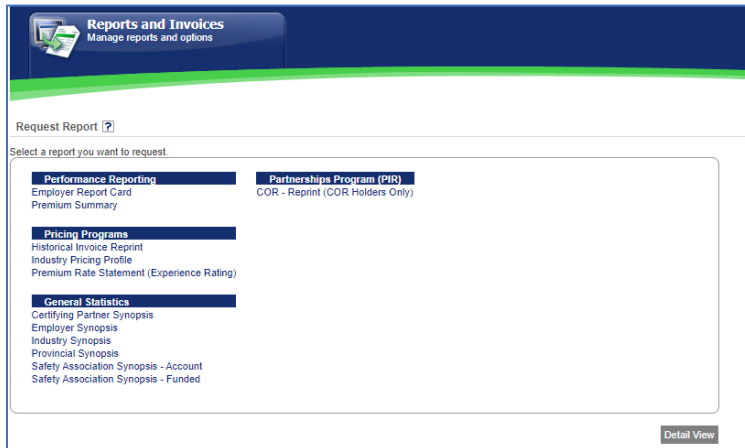 Reports and Invoices
Manage reports and options
Request Report ?
Select a report you want to request.
Performance Reporting
Employer Report Card
Premium Summary
Pricing Programs
Historical Invoice Reprint
Industry Pricing Profile
Premium Rate Statement (Experience Rating)
General Statistics
Certifying Partner Synopsis
Employer Synopsis
Industry Synopsis
Provincial Synopsis
Safety Association Synopsis - Account
Safety Association Synopsis - Funded
Partnerships Program (PIR)
COR - Reprint (COR Holders Only)
Detail View